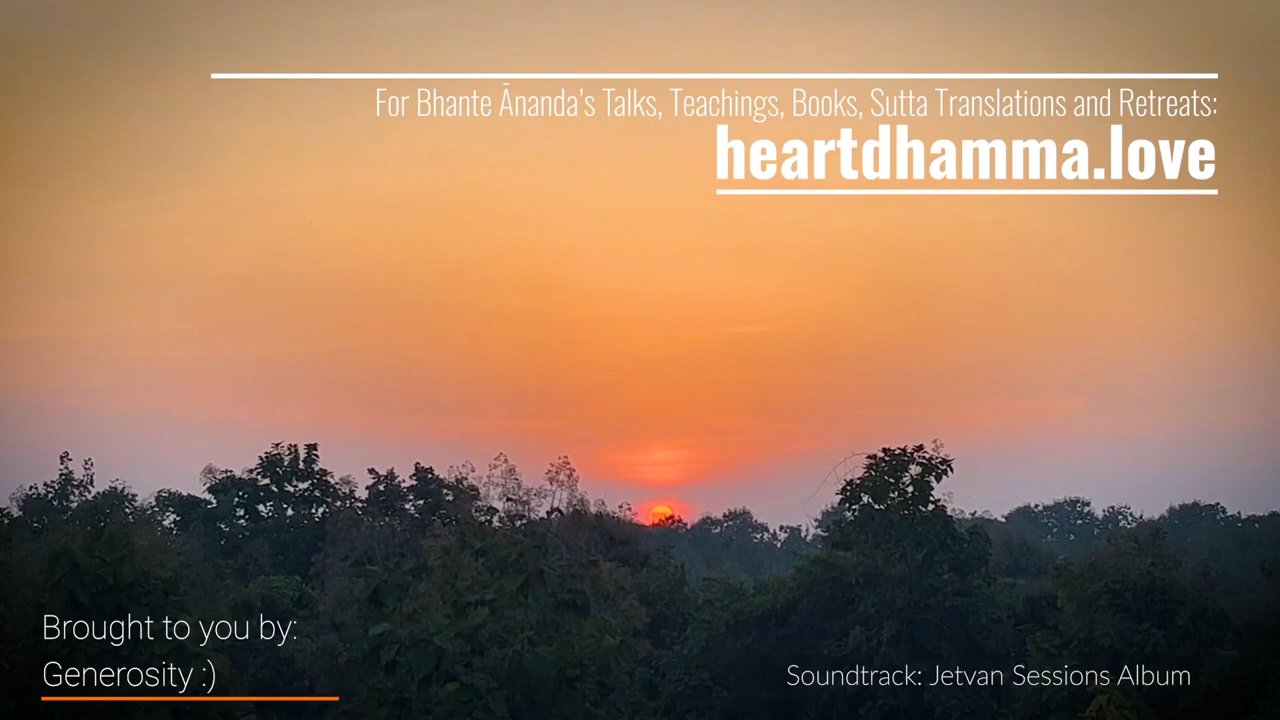 For Bhante Ānanda's Talks, Teachings, Books, Sutta Translations and Retreats:
heartdhamma.love
Brought to you by:
Generosity :)
Soundtrack: Jetvan Sessions Album